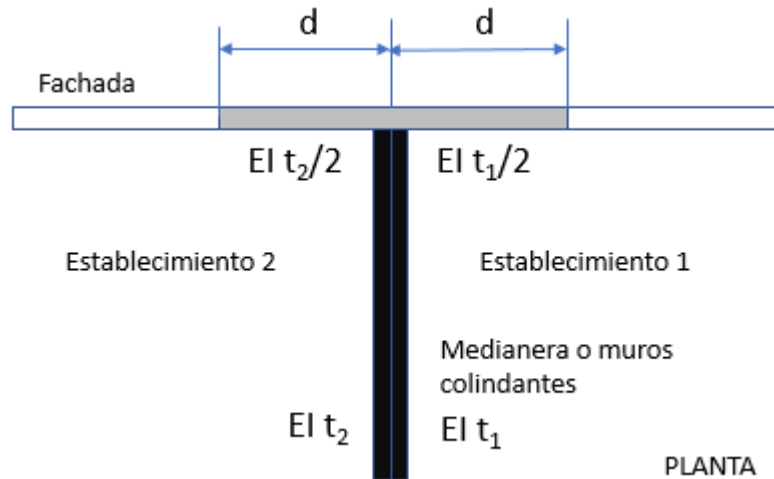 d d
Fachada
EI t₂/2 EI t₁/2
Establecimiento 2 Establecimiento 1
Medianera o muros
colindantes
EI t₂ EI t₁
PLANTA